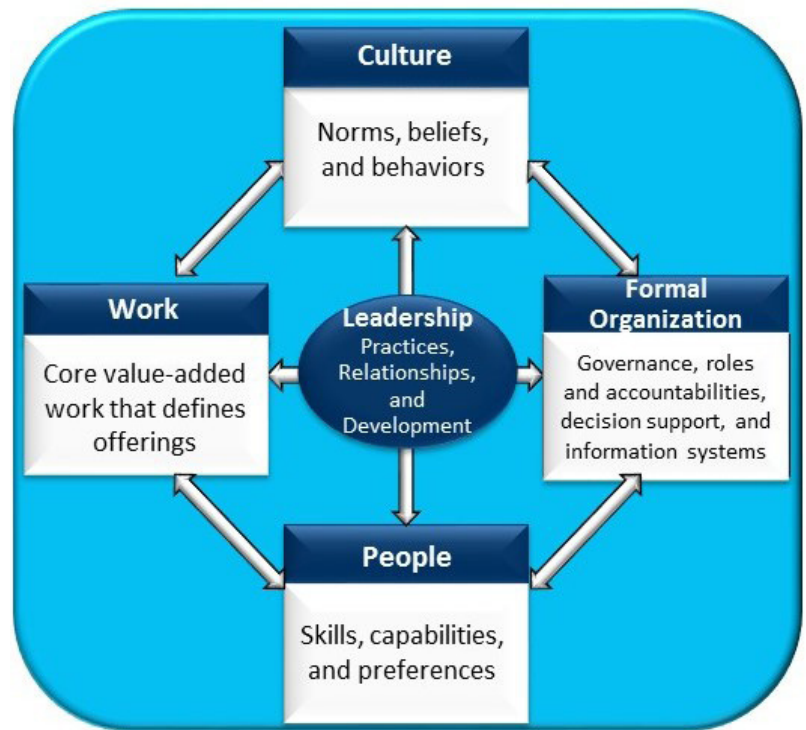 Culture
Norms, beliefs,
and behaviors
Work
Core value-added
work that defines
offerings
Leadership
Practices,
Relationships,
and
Development
Formal
Organization
Governance, roles
and accountabilities,
decision support, and
information systems
People
Skills, capabilities,
and preferences